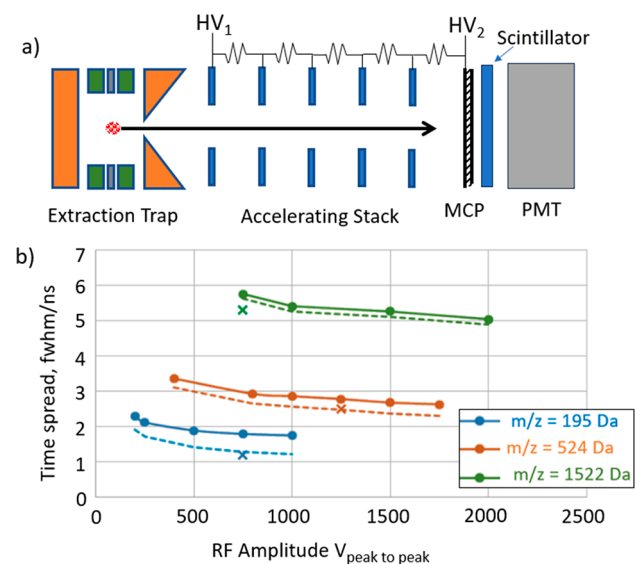 a)
HV₁
HV₂
Scintillator
Extraction Trap
Accelerating Stack
MCP
PMT
b)
7
6
5
4
3
2
1
0
Time spread, fwhm/ns
0
500
1000
1500
2000
2500
RF Amplitude Vpeak to peak
m/z = 195 Da
m/z = 524 Da
m/z = 1522 Da